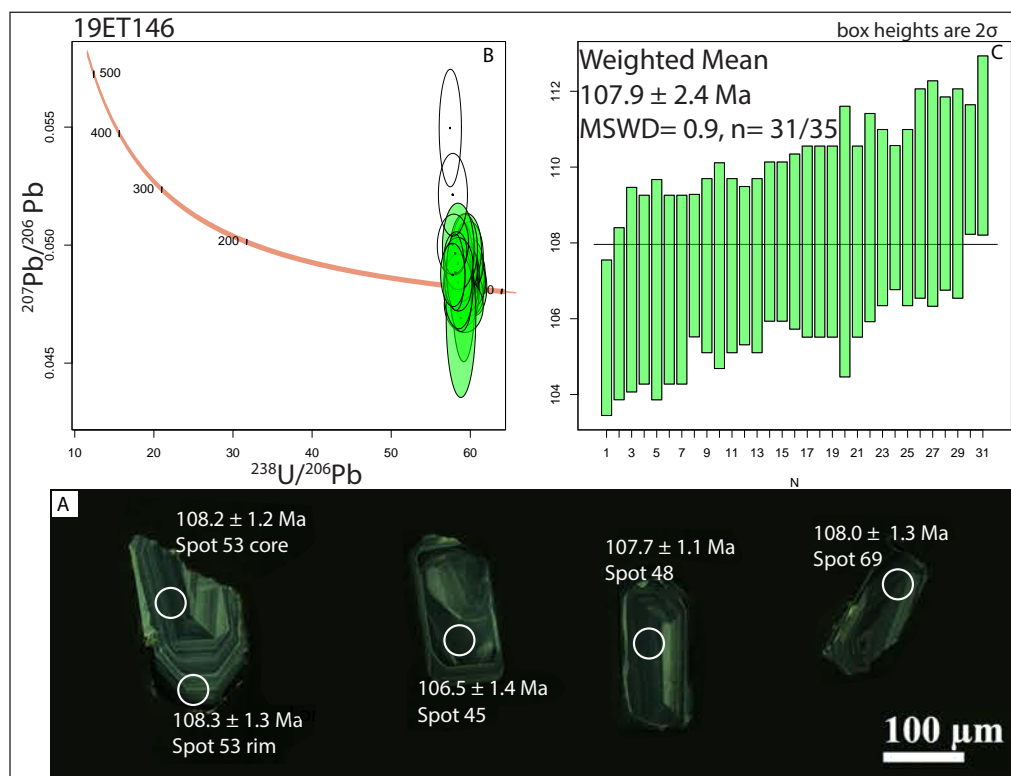 19ET146
box heights are 2σ
B
500
400
300
200
0
0.055
0.050
0.045
²⁰⁷Pb/²⁰⁶ Pb
10
20
30
40
50
60
²³⁸U/²⁰⁶Pb
C
Weighted Mean
107.9 ± 2.4 Ma
MSWD= 0.9, n= 31/35
112
110
108
106
104
1
3
5
7
9
11
13
15
17
19
21
23
25
27
29
31
N
A
108.2 ± 1.2 Ma
Spot 53 core
108.3 ± 1.3 Ma
Spot 53 rim
106.5 ± 1.4 Ma
Spot 45
107.7 ± 1.1 Ma
Spot 48
108.0 ± 1.3 Ma
Spot 69
100 µm